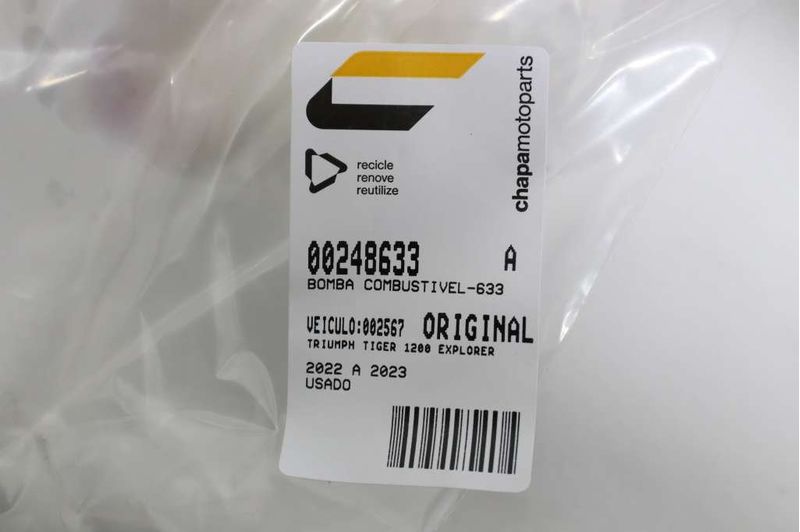 chapamotoparts
recicle
renove
reutilize
00248633 A
BOMBA COMBUSTIVEL-633
VEICULO:002567 ORIGINAL
TRIUMPH TIGER 1200 EXPLORER
2022 A 2023
USADO